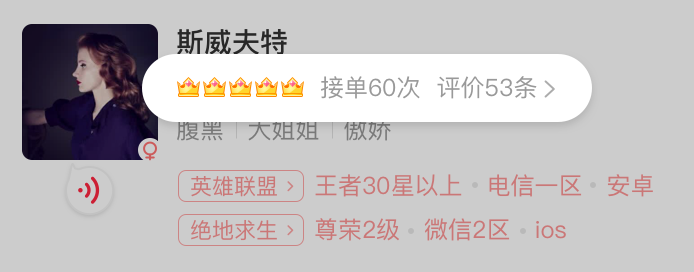 斯威夫特
接单60次 评价53条
腹黑 大姐姐 傲娇
英雄联盟 王者30星以上 电信一区 安卓
绝地求生 尊荣2级 微信2区 ios